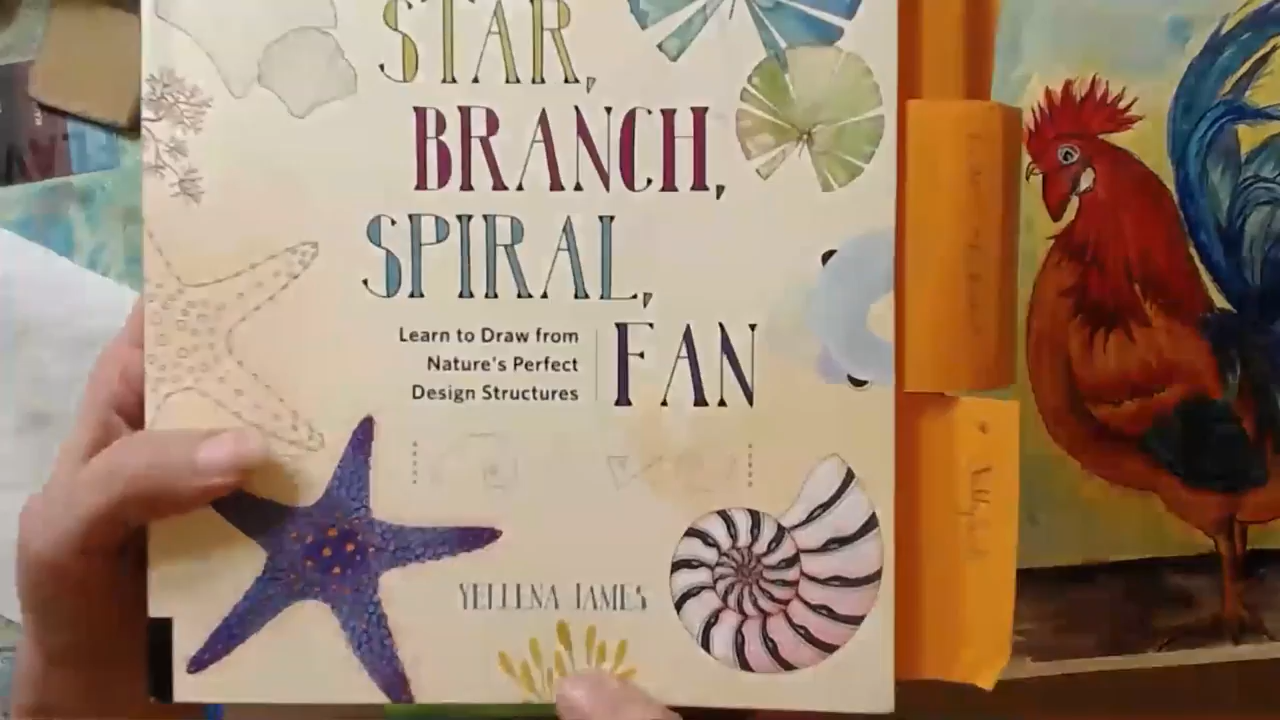 STAR,
BRANCH,
SPIRAL,
FAN
Learn to Draw from
Nature's Perfect
Design Structures
YELLENA JAMES